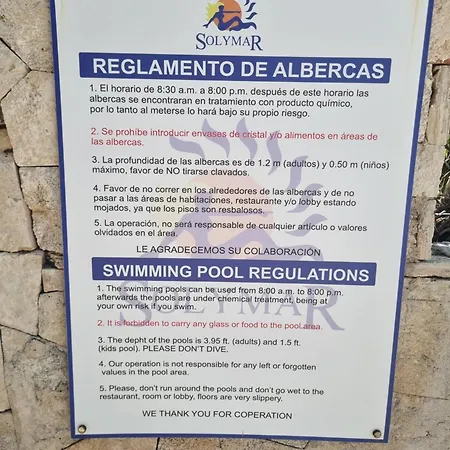 SOLYMAR
REGLAMENTO DE ALBERCAS
1. El horario de 8:30 a.m. a 8:00 p.m. después de este horario las
albercas se encontraran en tratamiento con producto químico,
por lo tanto al meterse lo hará bajo su propio riesgo.
2. Se prohíbe introducir envases de cristal y/o alimentos en áreas de
las albercas.
3. La profundidad de las albercas es de 1.2 m (adultos) y 0.50 m (niños)
máximo, favor de NO tirarse clavados.
4. Favor de no correr en los alrededores de las albercas y de no
pasar a las áreas de habitaciones, restaurante y/o lobby estando
mojados, ya que los pisos son resbalosos.
5. La operación, no será responsable de cualquier artículo o valores
olvidados en el área.
LE AGRADECEMOS SU COLABORACIÓN
SWIMMING POOL REGULATIONS
1. The swimming pools can be used from 8:00 a.m. to 8:00 p.m.
afterwards the pools are under chemical treatment, being at
your own risk if you swim.
SOLYMAR
2. It is forbidden to carry any glass or food to the pool area.
3. The depht of the pools is 3.95 ft. (adults) and 1.5 ft.
(kids pool). PLEASE DON'T DIVE.
4. Our operation is not responsible for any left or forgotten
values in the pool area.
5. Please, don't run around the pools and don't go wet to the
restaurant, room or lobby, floors are very slippery.
WE THANK YOU FOR COPERATION